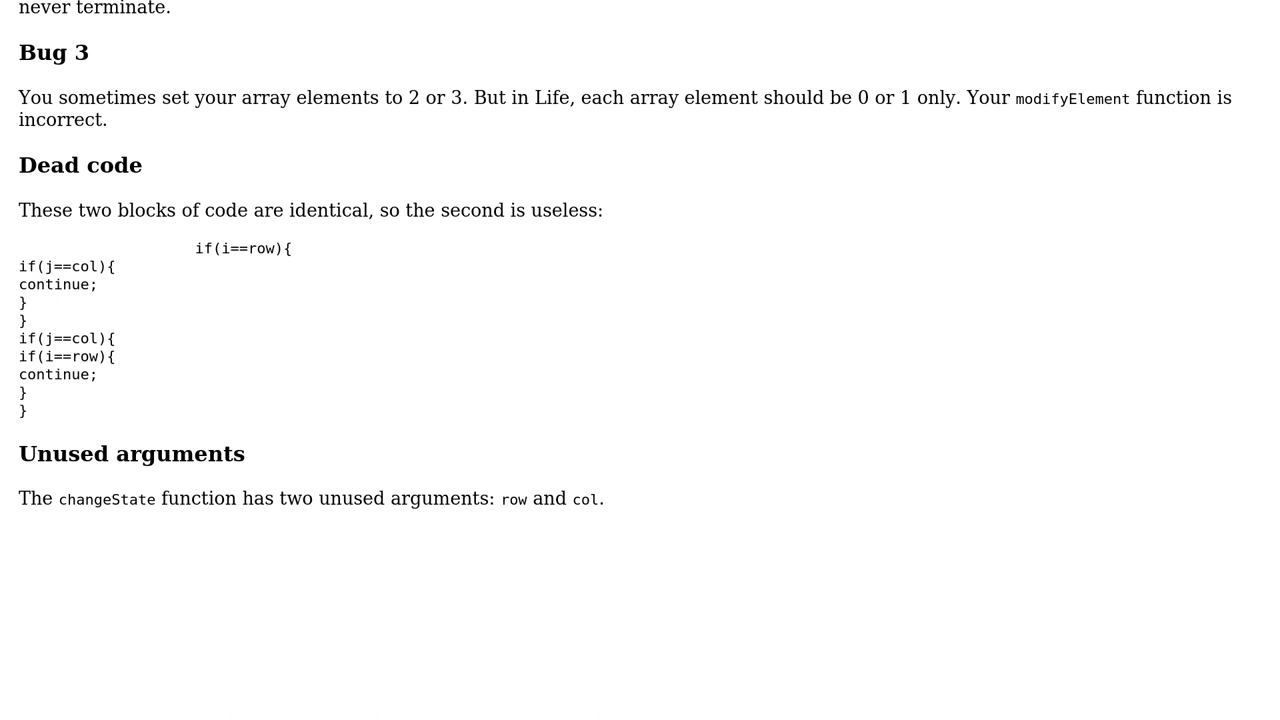 never terminate.
Bug 3
You sometimes set your array elements to 2 or 3. But in Life, each array element should be 0 or 1 only. Your modifyElement function is
incorrect.
Dead code
These two blocks of code are identical, so the second is useless:
if(i==row){
if(j==col){
continue;
}
}
if(j==col){
if(i==row){
continue;
}
}
Unused arguments
The changeState function has two unused arguments: row and col.